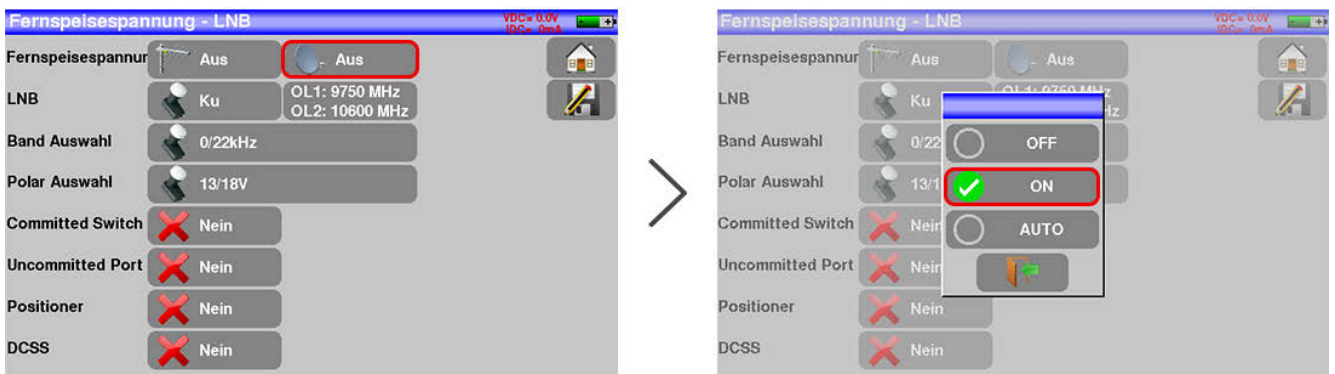 Fernspeisespannung - LNB
VDC= 0.0V
IDC= 0mA
Fernspeisespannun
Aus
Aus
LNB
Ku
OL1: 9750 MHz
OL2: 10600 MHz
Band Auswahl
0/22kHz
Polar Auswahl
13/18V
Committed Switch
Nein
Uncommitted Port
Nein
Positioner
Nein
DCSS
Nein
Fernspeisespannung - LNB
VDC= 0.0V
IDC= 0mA
Fernspeisespannun
Aus
Aus
LNB
Ku
OL1: 9750 MHz
Hz
Band Auswahl
0/22
OFF
Polar Auswahl
13/1
ON
Committed Switch
Nein
AUTO
Uncommitted Port
Nein
Positioner
Nein
DCSS
Nein